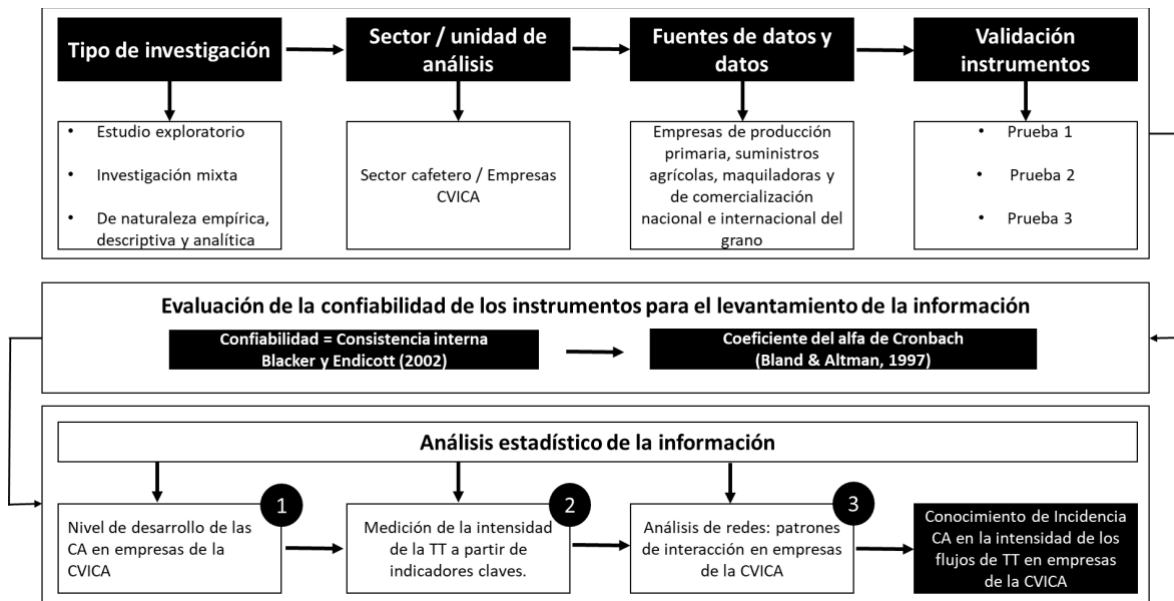 Tipo de investigación
Sector / unidad de
análisis
Fuentes de datos y
datos
Validación
instrumentos
• Estudio exploratorio
• Investigación mixta
• De naturaleza empírica,
descriptiva y analítica
Sector cafetero / Empresas
CVICA
Empresas de producción
primaria, suministros
agrícolas, maquiladoras y
de comercialización
nacional e internacional del
grano
• Prueba 1
• Prueba 2
• Prueba 3
Evaluación de la confiabilidad de los instrumentos para el levantamiento de la información
Confiabilidad = Consistencia interna
Blacker y Endicott (2002)
Coeficiente del alfa de Cronbach
(Bland & Altman, 1997)
Análisis estadístico de la información
1
Nivel de desarrollo de las
CA en empresas de la
CVICA
2
Medición de la intensidad
de la TT a partir de
indicadores claves.
3
Análisis de redes: patrones
de interacción en empresas
de la CVICA
Conocimiento de Incidencia
CA en la intensidad de los
flujos de TT en empresas
de la CVICA